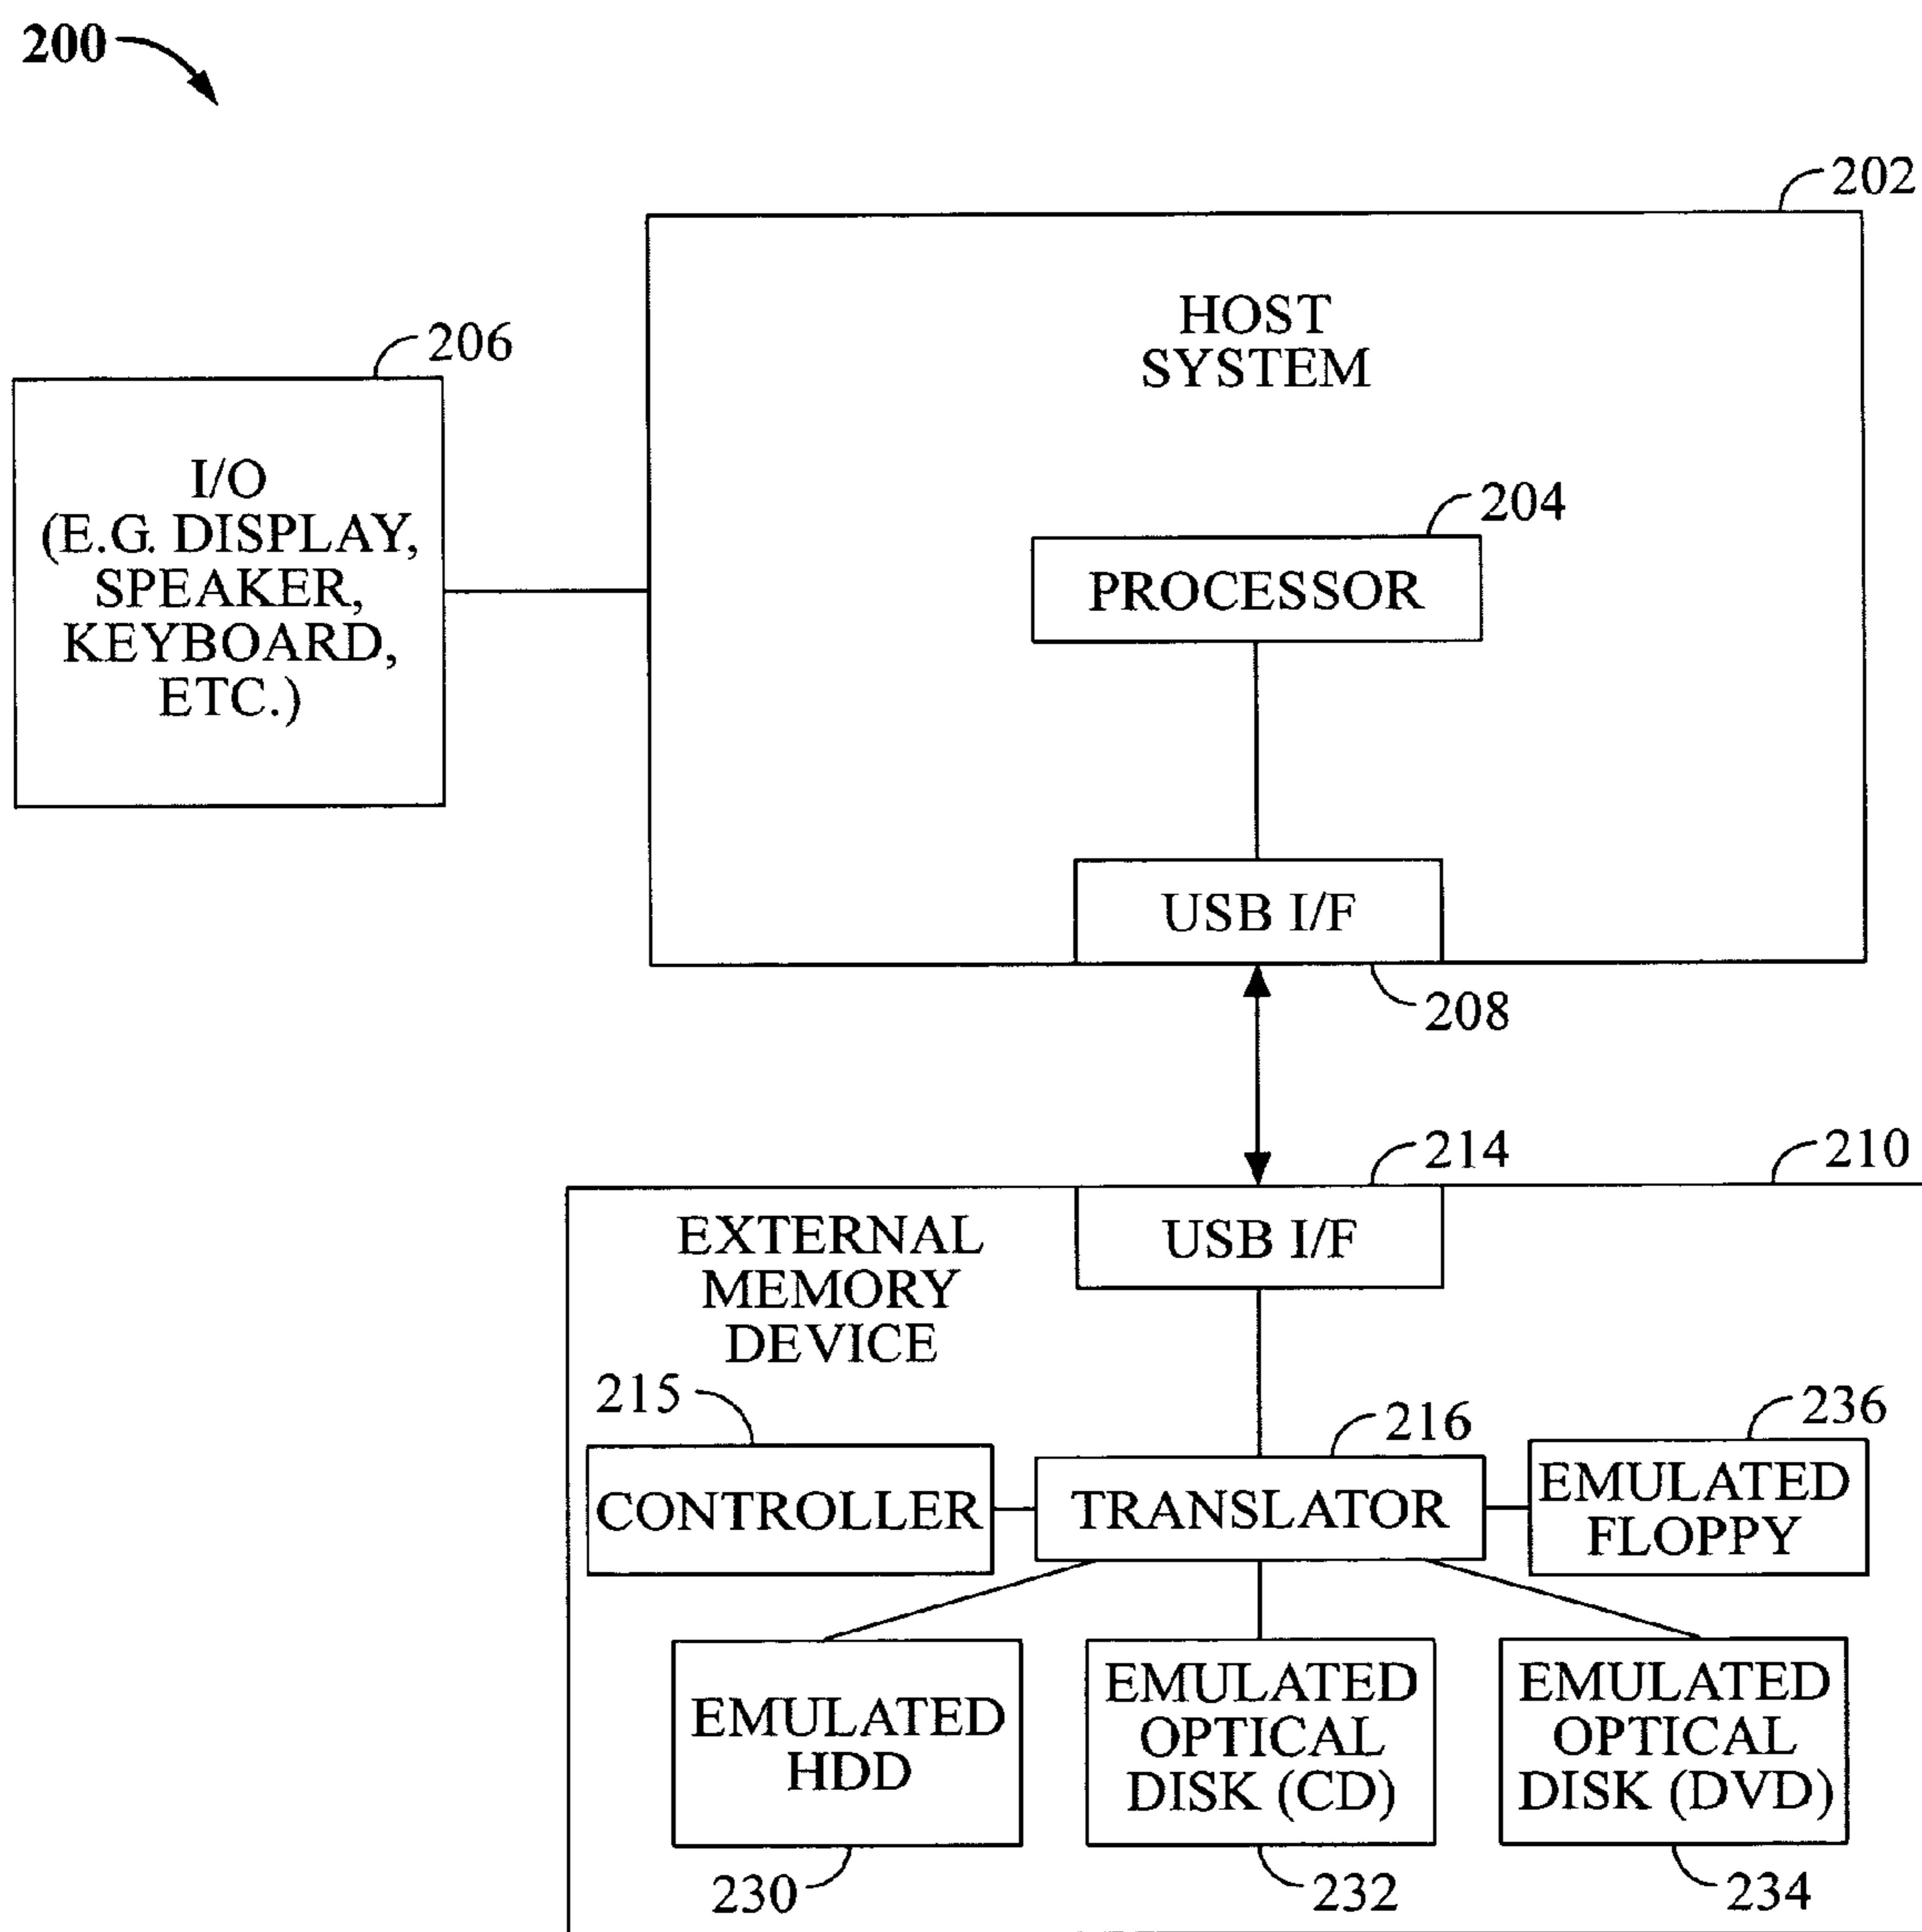 200
202
HOST
SYSTEM
206
I/O
(E.G. DISPLAY,
SPEAKER,
KEYBOARD,
ETC.)
204
PROCESSOR
USB I/F
208
214
210
EXTERNAL
MEMORY
DEVICE
USB I/F
215
216
236
CONTROLLER
TRANSLATOR
EMULATED
FLOPPY
EMULATED
HDD
EMULATED
OPTICAL
DISK (CD)
EMULATED
OPTICAL
DISK (DVD)
230
232
234